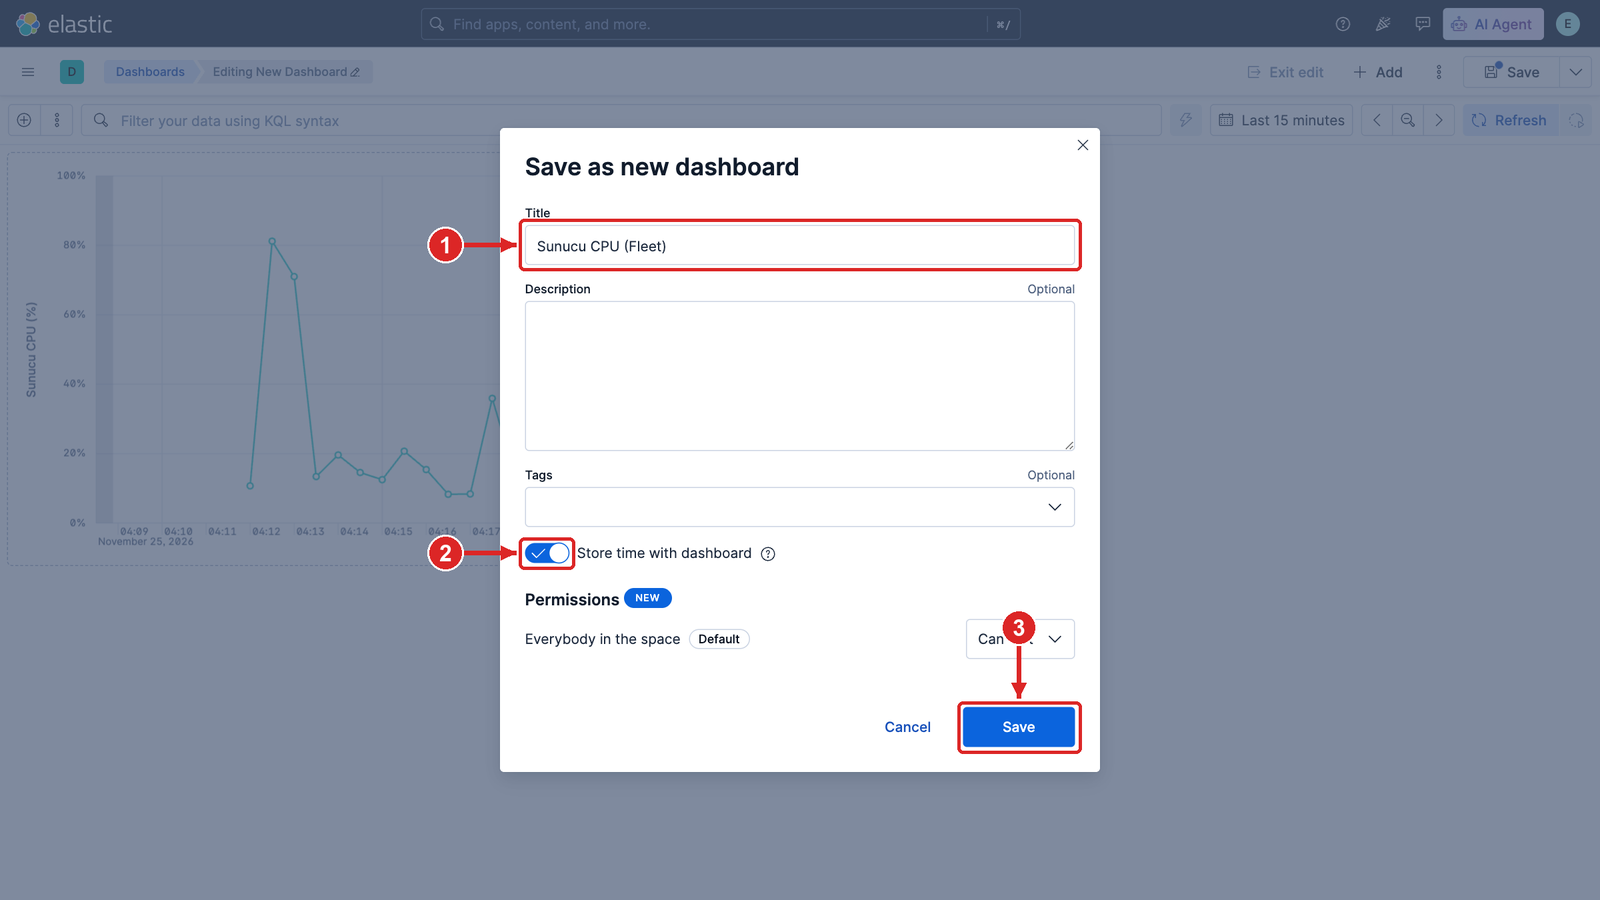 elastic
Find apps, content, and more.
⌘/
AI Agent
E
D
Dashboards
Editing New Dashboard
Exit edit
Add
Save
Filter your data using KQL syntax
Last 15 minutes
Refresh
Save as new dashboard
Title
1
Sunucu CPU (Fleet)
Description
Optional
Tags
Optional
2
Store time with dashboard
Permissions
NEW
Everybody in the space
Default
Can
3
Cancel
Save
Sunucu CPU (%)
100%
80%
60%
40%
20%
0%
04:09 04:10 04:11 04:12 04:13 04:14 04:15 04:16 04:17
November 25, 2026